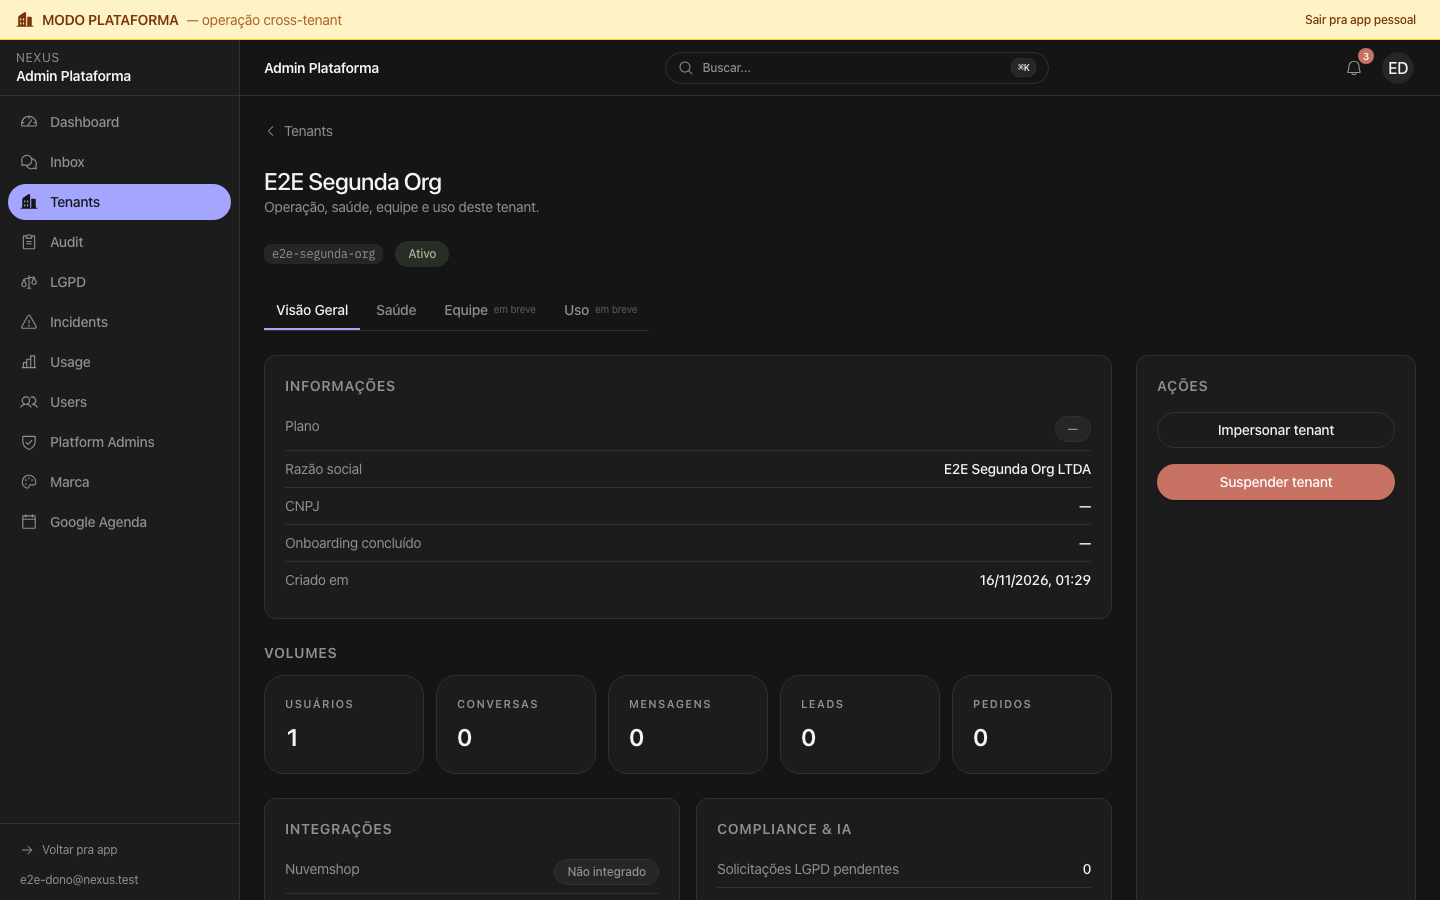 MODO PLATAFORMA — operação cross-tenant
Sair pra app pessoal
NEXUS
Admin Plataforma
Admin Plataforma
Buscar...
⌘K
3
ED
Dashboard
Inbox
Tenants
Audit
LGPD
Incidents
Usage
Users
Platform Admins
Marca
Google Agenda
Voltar pra app
e2e-dono@nexus.test
Tenants
E2E Segunda Org
Operação, saúde, equipe e uso deste tenant.
e2e-segunda-org
Ativo
Visão Geral
Saúde
Equipe em breve
Uso em breve
INFORMAÇÕES
Plano —
Razão social E2E Segunda Org LTDA
CNPJ —
Onboarding concluído —
Criado em 16/11/2026, 01:29
AÇÕES
Impersonar tenant
Suspender tenant
VOLUMES
USUÁRIOS
1
CONVERSAS
0
MENSAGENS
0
LEADS
0
PEDIDOS
0
INTEGRAÇÕES
Nuvemshop Não integrado
COMPLIANCE & IA
Solicitações LGPD pendentes 0